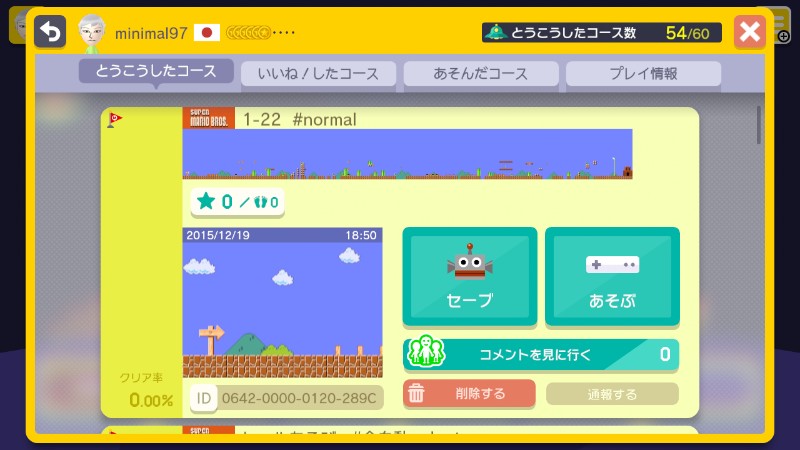 minimal97
とうこうしたコース数 54/60
とうこうしたコース
いいね！したコース
あそんだコース
プレイ情報
SUPER MARIO BROS. 1-22 #normal
0 / 0
2015/12/19 18:50
セーブ
あそぶ
コメントを見に行く 0
クリア率
0.00%
ID 0642-0000-0120-289C
削除する
通報する
SUPER